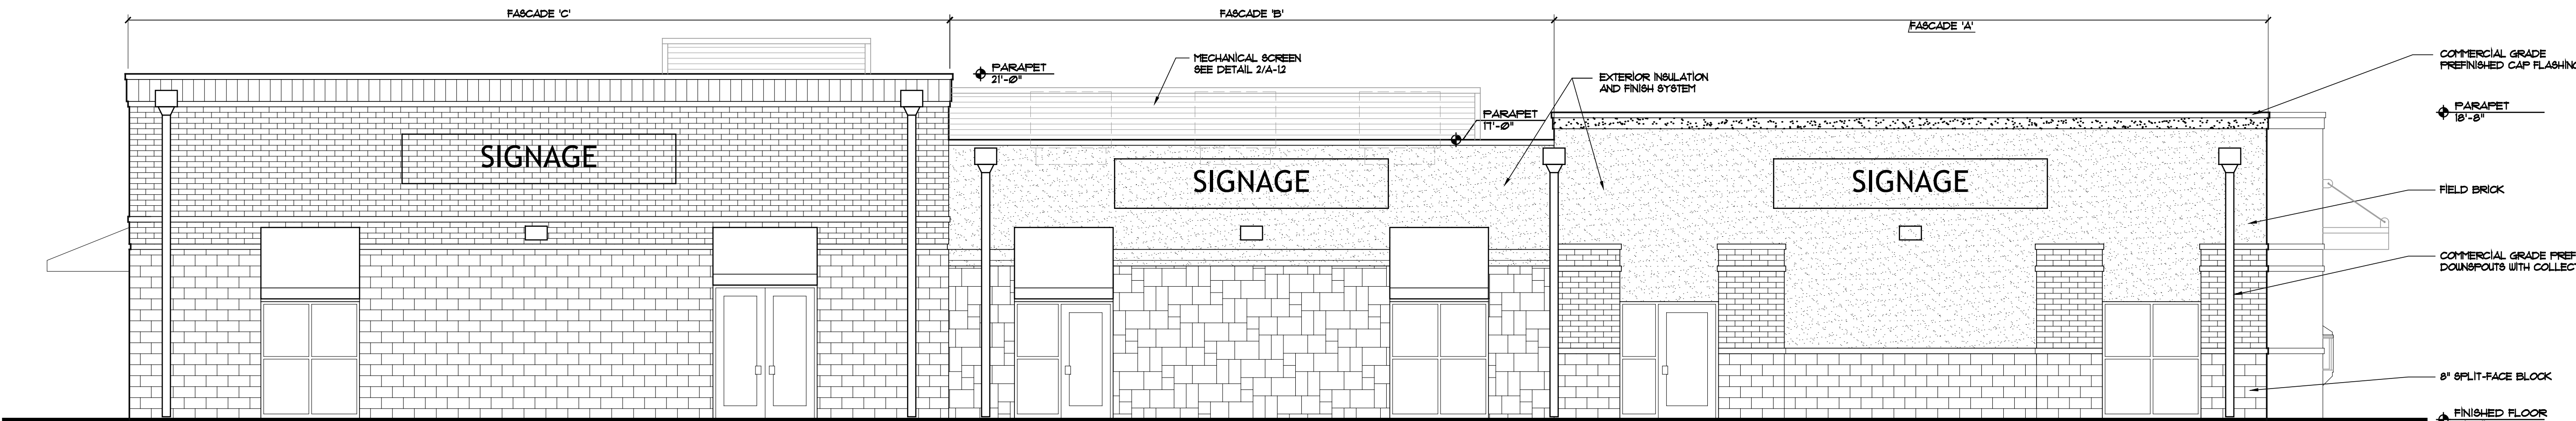 FASCADE 'C'
FASCADE 'B'
FASCADE 'A'
MECHANICAL SCREEN
SEE DETAIL 2/A-1.2
PARAPET
21'-0"
EXTERIOR INSULATION
AND FINISH SYSTEM
PARAPET
17'-0"
COMMERCIAL GRADE
PREFINISHED CAP FLASHING
PARAPET
18'-8"
SIGNAGE
SIGNAGE
SIGNAGE
FIELD BRICK
COMMERCIAL GRADE PREF
DOWNSPOUTS WITH COLLECT
8" SPLIT-FACE BLOCK
FINISHED FLOOR